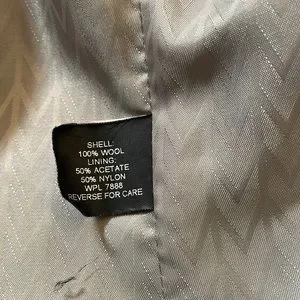 SHELL:
100% WOOL
LINING:
50% ACETATE
50% NYLON
WPL 7888
REVERSE FOR CARE